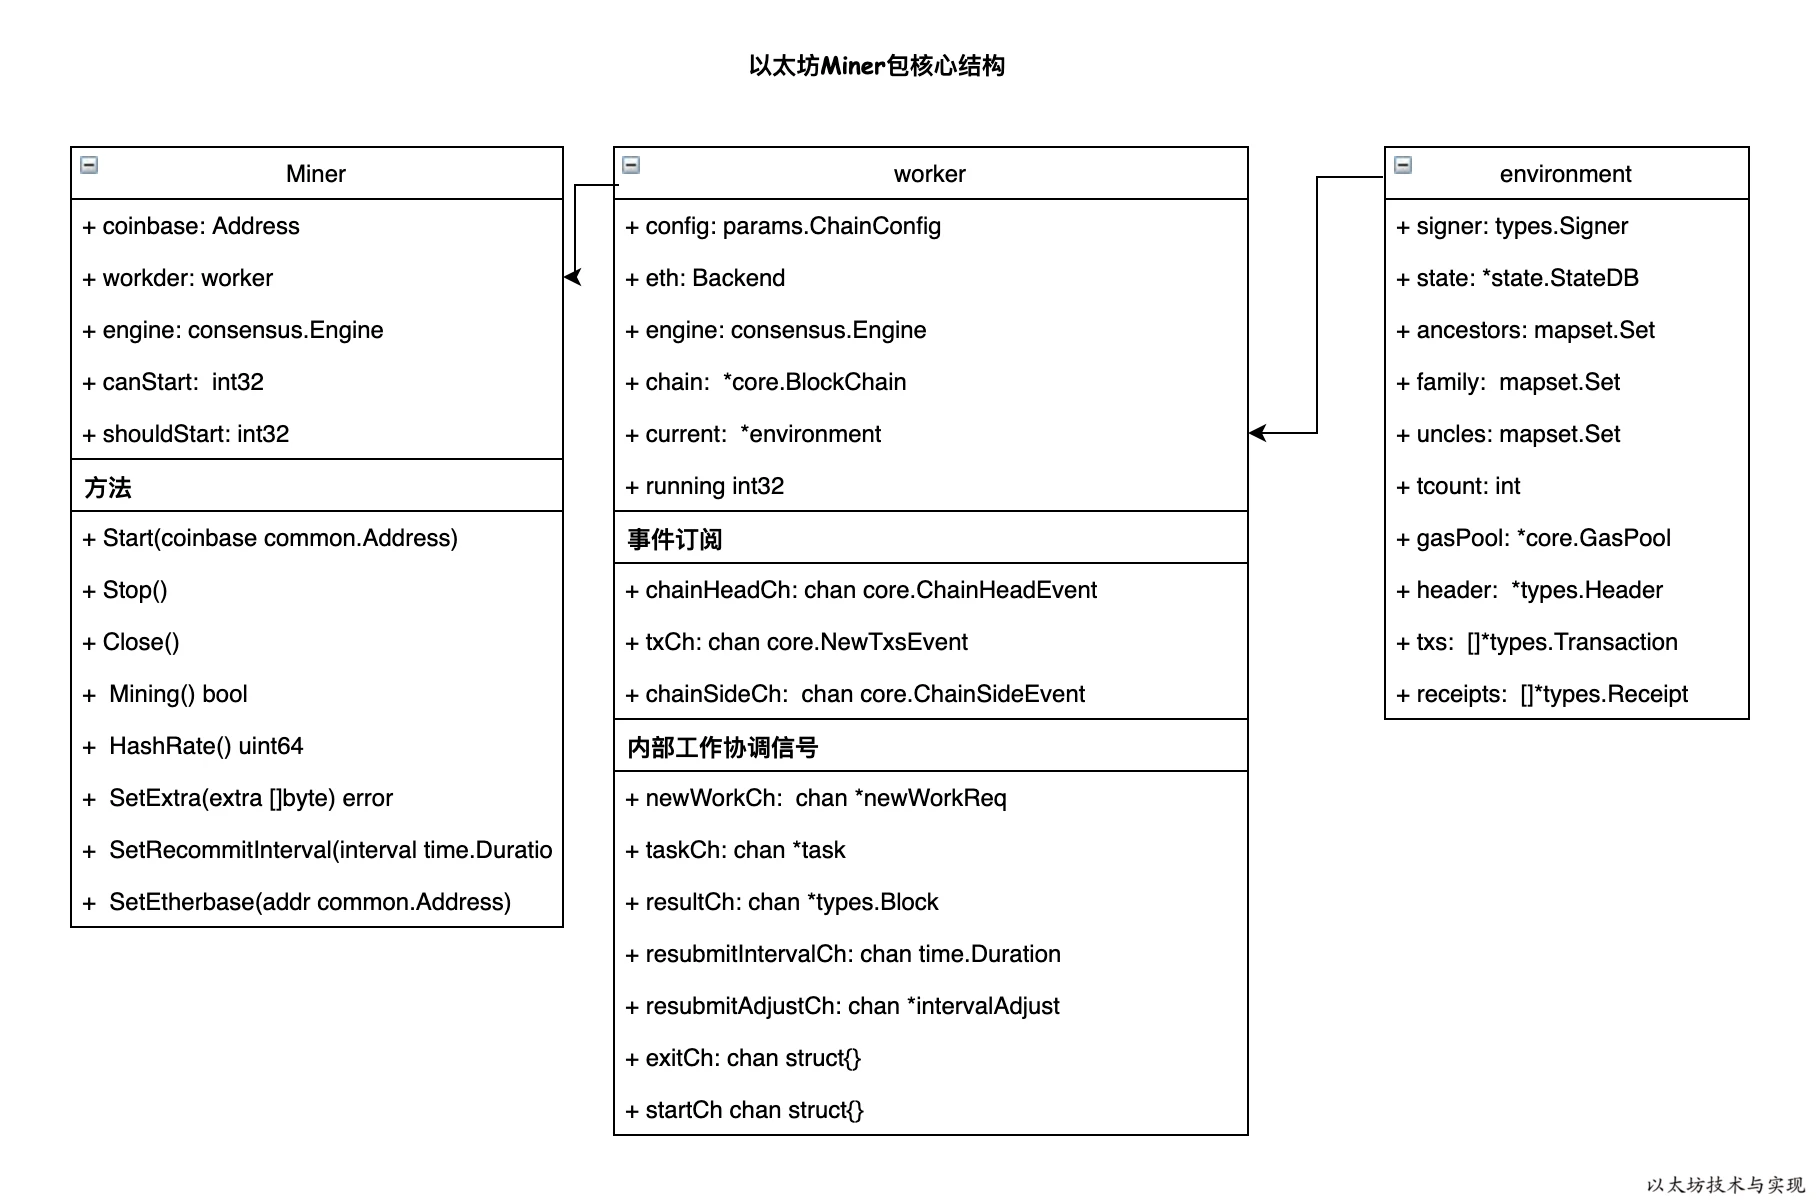 以太坊Miner包核心结构
Miner
+ coinbase: Address
+ workder: worker
+ engine: consensus.Engine
+ canStart:  int32
+ shouldStart: int32
方法
+ Start(coinbase common.Address)
+ Stop()
+ Close()
+  Mining() bool
+  HashRate() uint64
+  SetExtra(extra []byte) error
+  SetRecommitInterval(interval time.Duratio
+  SetEtherbase(addr common.Address)
worker
+ config: params.ChainConfig
+ eth: Backend
+ engine: consensus.Engine
+ chain:  *core.BlockChain
+ current:  *environment
+ running int32
事件订阅
+ chainHeadCh: chan core.ChainHeadEvent
+ txCh: chan core.NewTxsEvent
+ chainSideCh:  chan core.ChainSideEvent
内部工作协调信号
+ newWorkCh:  chan *newWorkReq
+ taskCh: chan *task
+ resultCh: chan *types.Block
+ resubmitIntervalCh: chan time.Duration
+ resubmitAdjustCh: chan *intervalAdjust
+ exitCh: chan struct{}
+ startCh chan struct{}
environment
+ signer: types.Signer
+ state: *state.StateDB
+ ancestors: mapset.Set
+ family:  mapset.Set
+ uncles: mapset.Set
+ tcount: int
+ gasPool: *core.GasPool
+ header:  *types.Header
+ txs:  []*types.Transaction
+ receipts:  []*types.Receipt
以太坊技术与实现